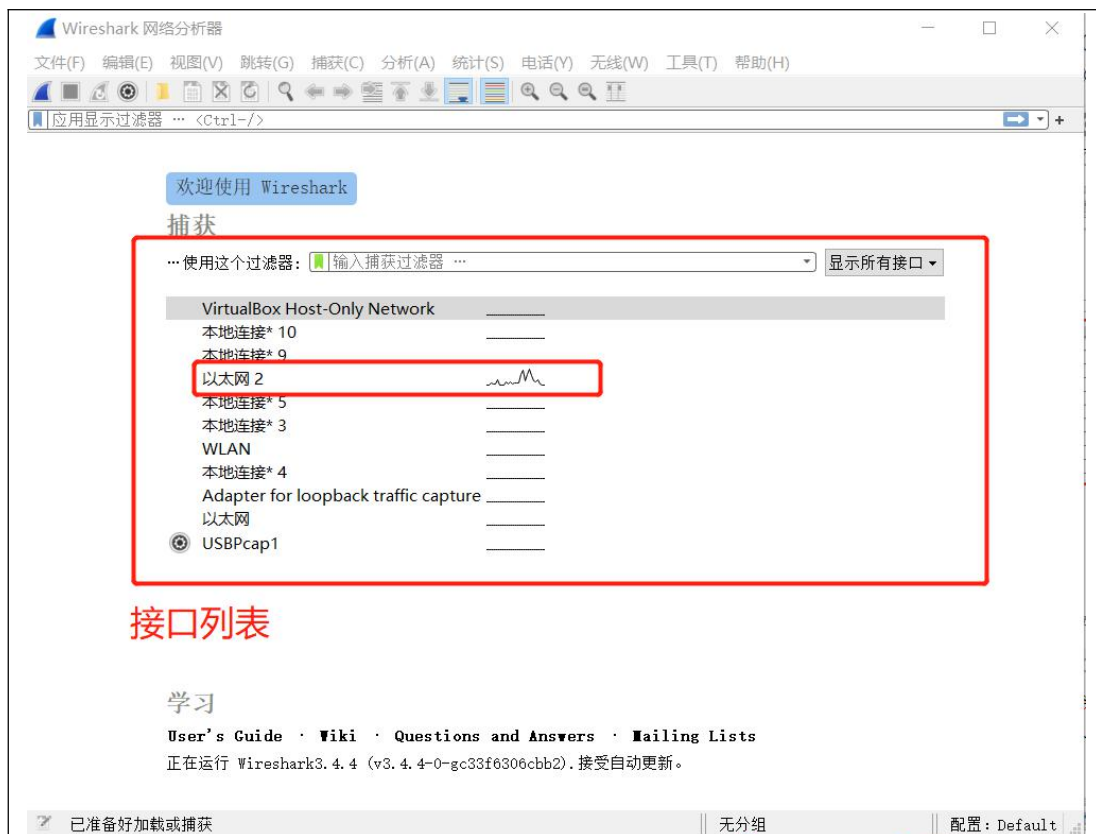 Wireshark 网络分析器
文件(F) 编辑(E) 视图(V) 跳转(G) 捕获(C) 分析(A) 统计(S) 电话(Y) 无线(W) 工具(T) 帮助(H)
应用显示过滤器 … <Ctrl-/>
+
欢迎使用 Wireshark
捕获
…使用这个过滤器: 输入捕获过滤器 … 显示所有接口
VirtualBox Host-Only Network
本地连接* 10
本地连接* 9
以太网 2
本地连接* 5
本地连接* 3
WLAN
本地连接* 4
Adapter for loopback traffic capture
以太网
USBPcap1
接口列表
学习
User's Guide · Wiki · Questions and Answers · Mailing Lists
正在运行 Wireshark3.4.4 (v3.4.4-0-gc33f6306cbb2).接受自动更新。
已准备好加载或捕获 无分组 配置: Default